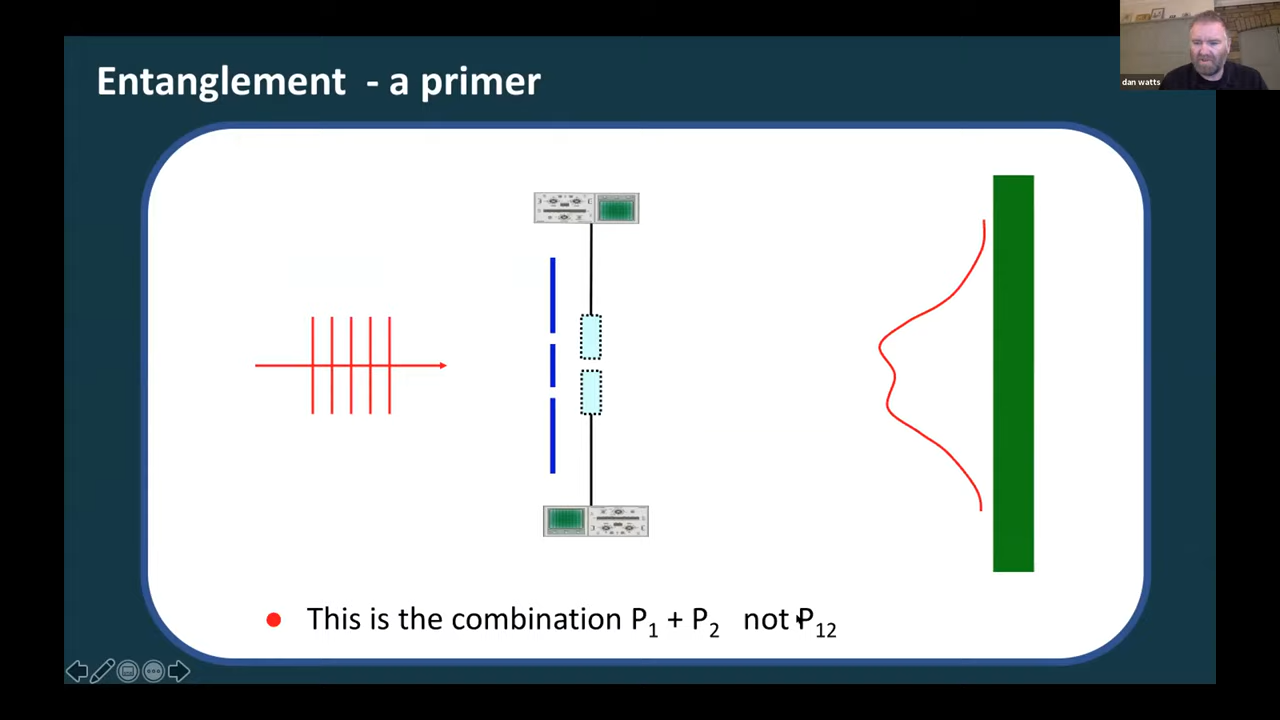 dan watts
Entanglement - a primer
This is the combination P₁ + P₂ not P₁₂